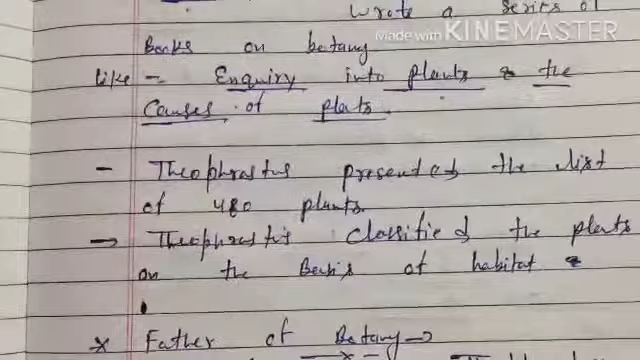 wrote a series of
Made with KINEMASTER
Books on botany
like - Enquiry into plants & the
Causes of plats
- Theophrastus presented the list
of 480 plants.
→ Theophrastus classified the plants
on the Basis of habitat &
* Father of Botany →